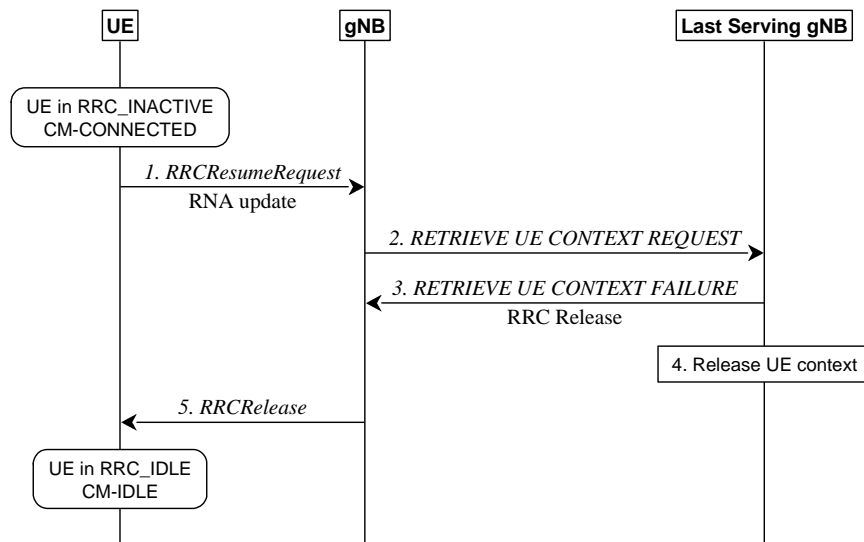 UE
gNB
Last Serving gNB
UE in RRC_INACTIVE
CM-CONNECTED
1. RRCResumeRequest
RNA update
2. RETRIEVE UE CONTEXT REQUEST
3. RETRIEVE UE CONTEXT FAILURE
RRC Release
4. Release UE context
5. RRCRelease
UE in RRC_IDLE
CM-IDLE